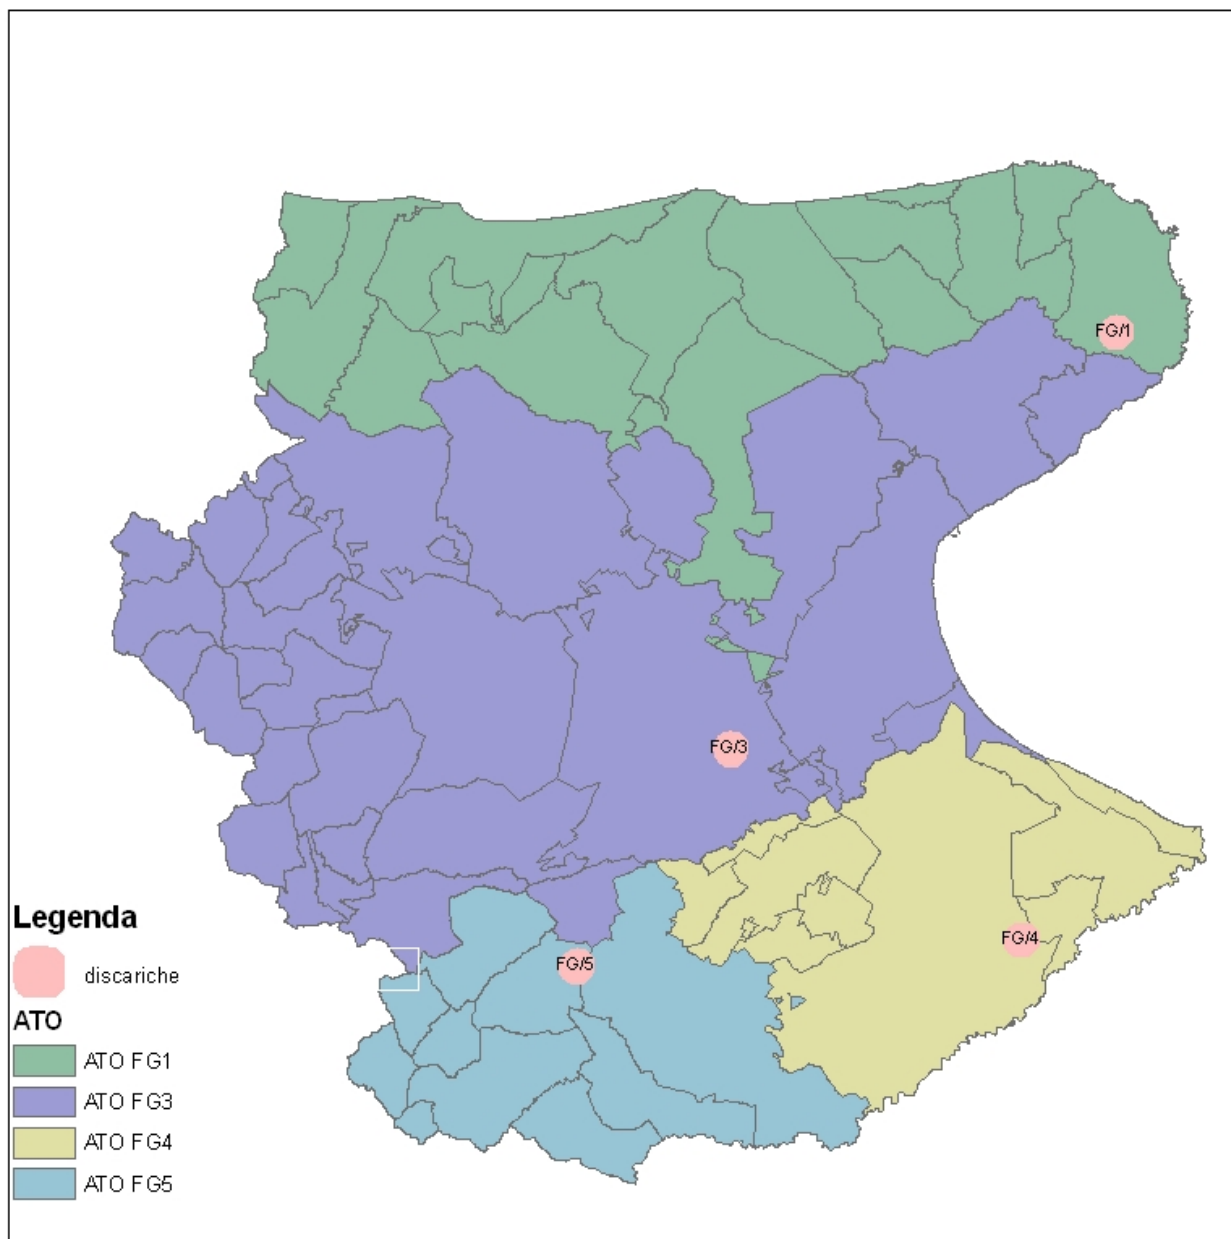 FG/1
FG/3
FG/4
FG/5
Legenda
discariche
ATO
ATO FG1
ATO FG3
ATO FG4
ATO FG5